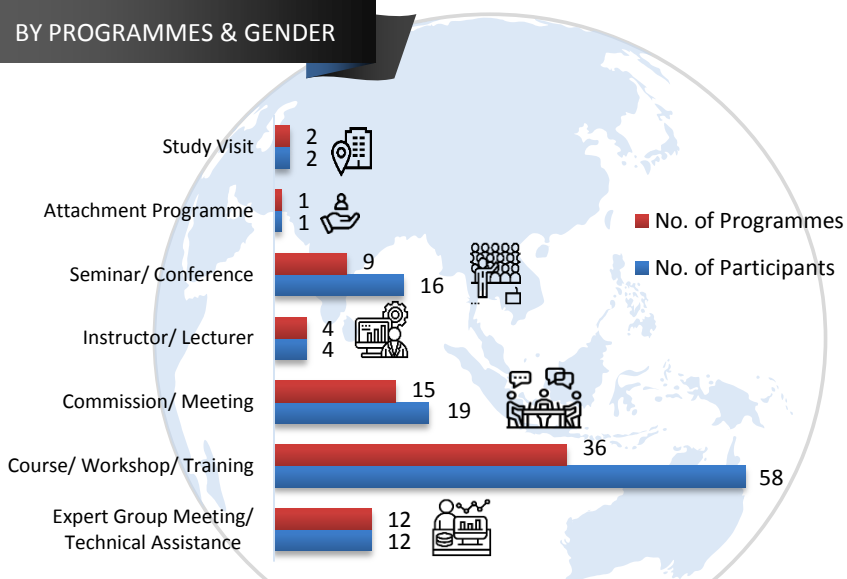 BY PROGRAMMES & GENDER
Study Visit
2
2
Attachment Programme
1
1
No. of Programmes
Seminar/ Conference
9
16
No. of Participants
Instructor/ Lecturer
4
4
Commission/ Meeting
15
19
Course/ Workshop/ Training
36
58
Expert Group Meeting/
Technical Assistance
12
12